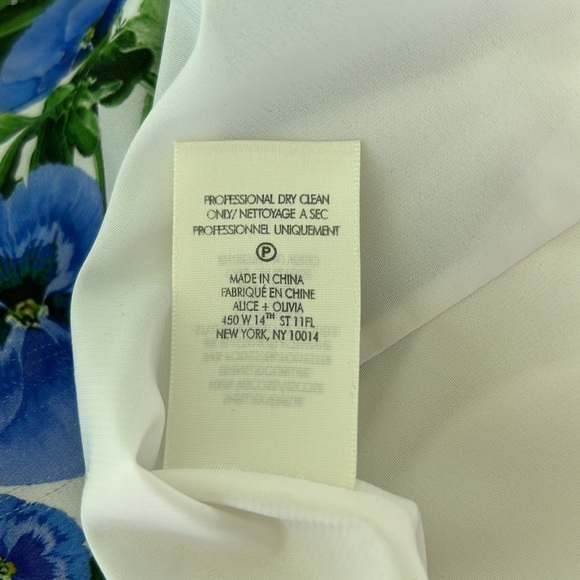 PROFESSIONAL DRY CLEAN
ONLY/ NETTOYAGE A SEC
PROFESSIONNEL UNIQUEMENT
P
MADE IN CHINA
FABRIQUÉ EN CHINE
ALICE + OLIVIA
450 W 14TH ST 11FL
NEW YORK, NY 10014